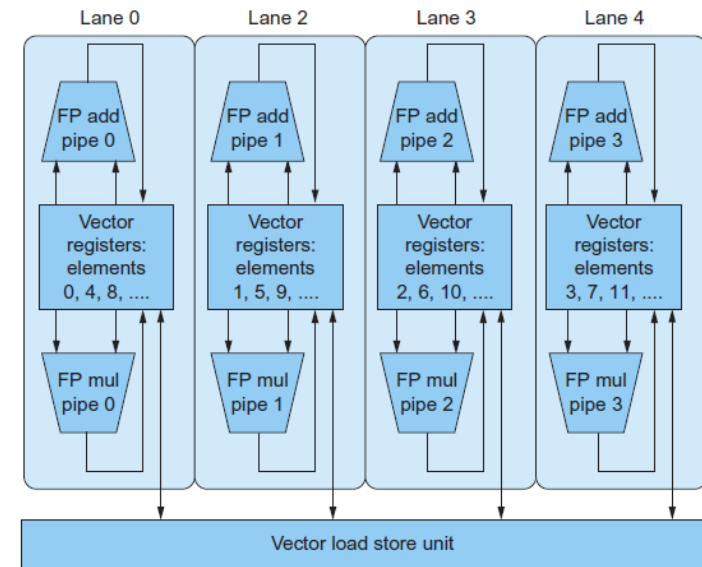 Lane 0 Lane 2 Lane 3 Lane 4
FP add FP add FP add FP add
pipe 0 pipe 1 pipe 2 pipe 3
Vector Vector Vector Vector
registers: registers: registers: registers:
elements elements elements elements
0, 4, 8, .... 1, 5, 9, .... 2, 6, 10, .... 3, 7, 11, ....
FP mul FP mul FP mul FP mul
pipe 0 pipe 1 pipe 2 pipe 3
Vector load store unit